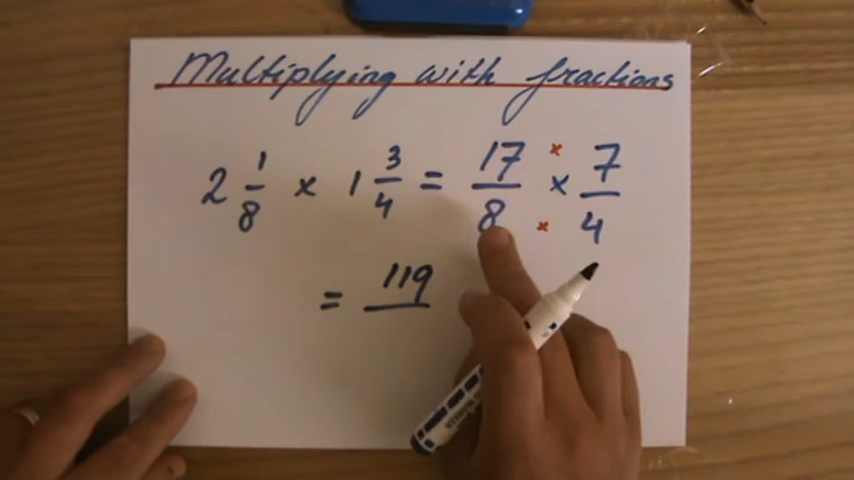 Multiplying with fractions
2 1/8 x 1 3/4 = 17/8 x 7/4
x
x
= 119